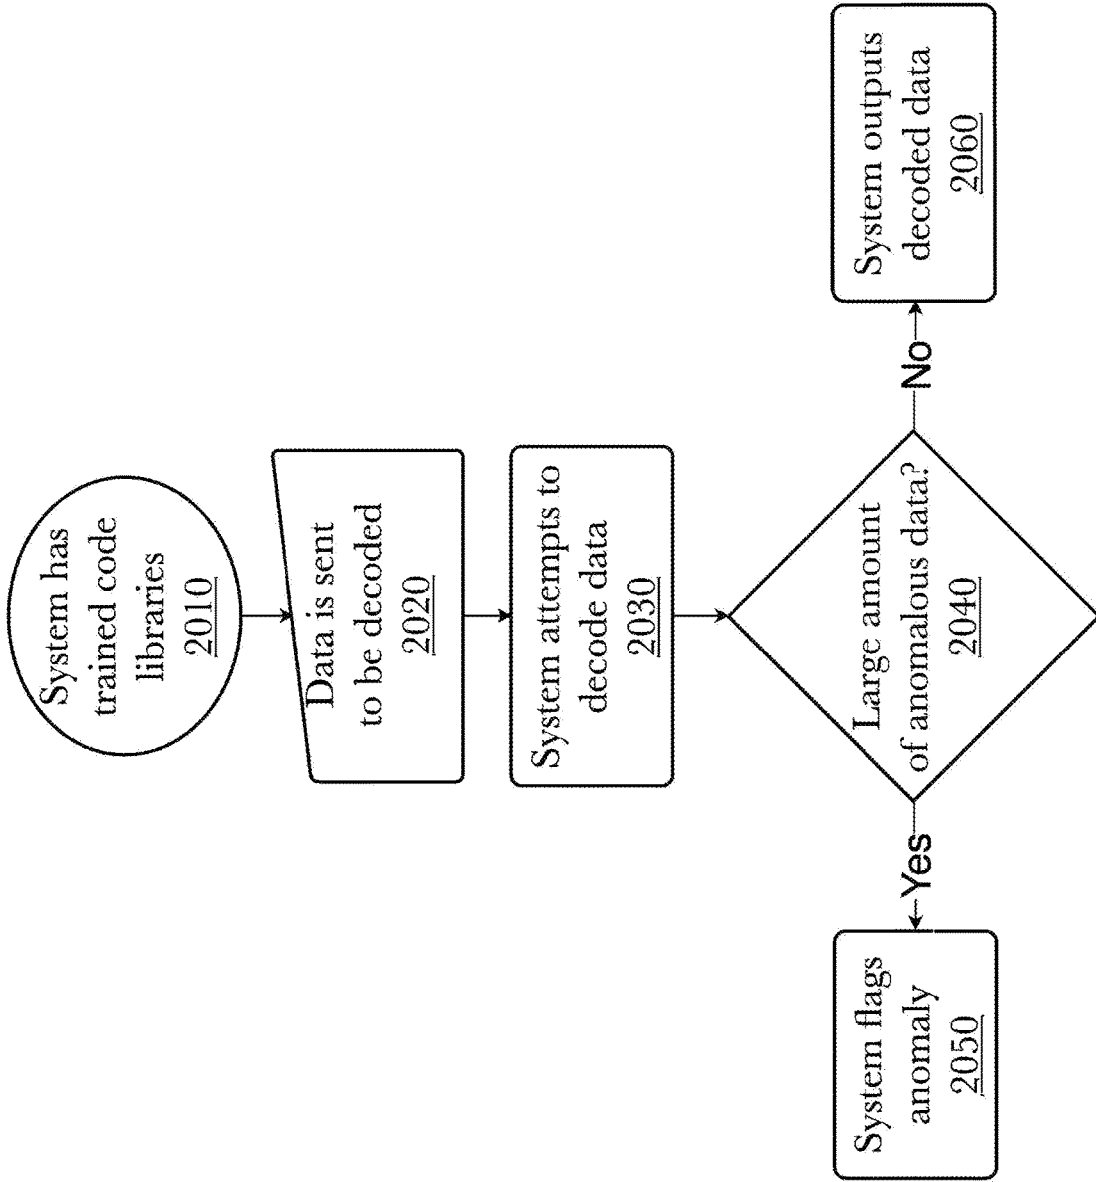 System has
trained code
libraries
2010
Data is sent
to be decoded
2020
System attempts to
decode data
2030
Large amount
of anomalous data?
2040
Yes
System flags
anomaly
2050
No
System outputs
decoded data
2060